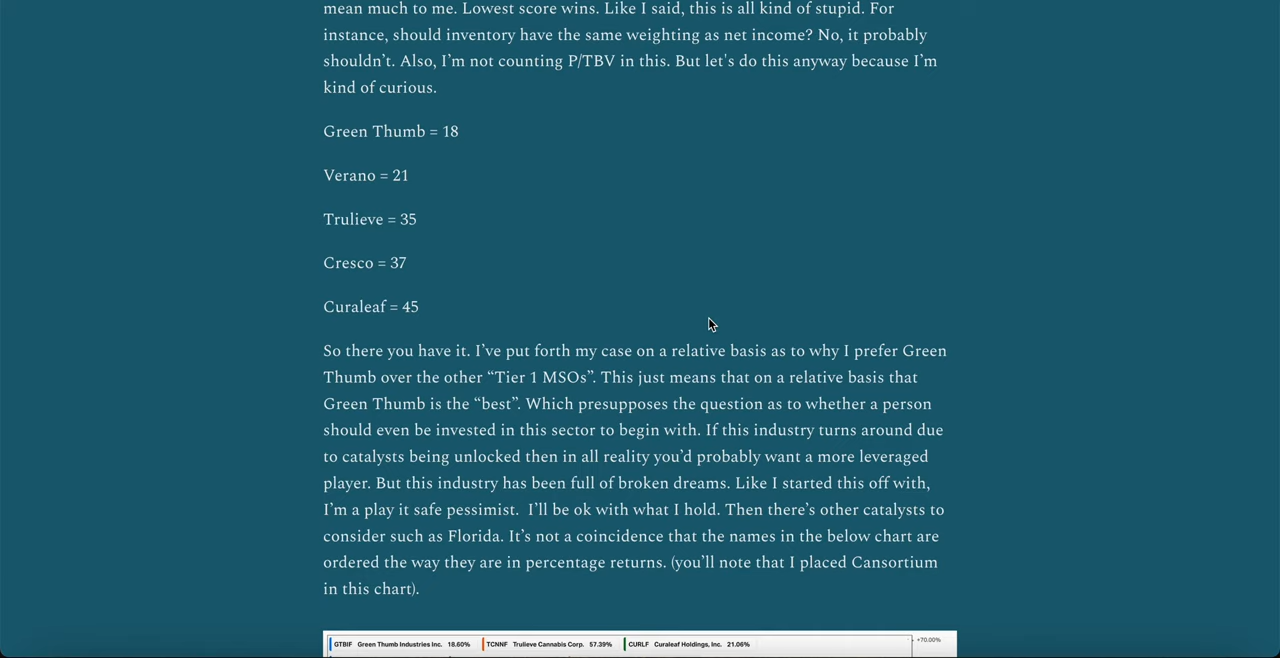 mean much to me. Lowest score wins. Like I said, this is all kind of stupid. For
instance, should inventory have the same weighting as net income? No, it probably
shouldn’t. Also, I’m not counting P/TBV in this. But let's do this anyway because I’m
kind of curious.
Green Thumb = 18
Verano = 21
Trulieve = 35
Cresco = 37
Curaleaf = 45
So there you have it. I’ve put forth my case on a relative basis as to why I prefer Green
Thumb over the other “Tier 1 MSOs”. This just means that on a relative basis that
Green Thumb is the “best”. Which presupposes the question as to whether a person
should even be invested in this sector to begin with. If this industry turns around due
to catalysts being unlocked then in all reality you’d probably want a more leveraged
player. But this industry has been full of broken dreams. Like I started this off with,
I’m a play it safe pessimist.  I’ll be ok with what I hold. Then there’s other catalysts to
consider such as Florida. It’s not a coincidence that the names in the below chart are
ordered the way they are in percentage returns. (you’ll note that I placed Cansortium
in this chart).
GTBIF Green Thumb Industries Inc. 18.60% TCNNF Trulieve Cannabis Corp. 57.39% CURLF Curaleaf Holdings, Inc. 21.06% +70.00%